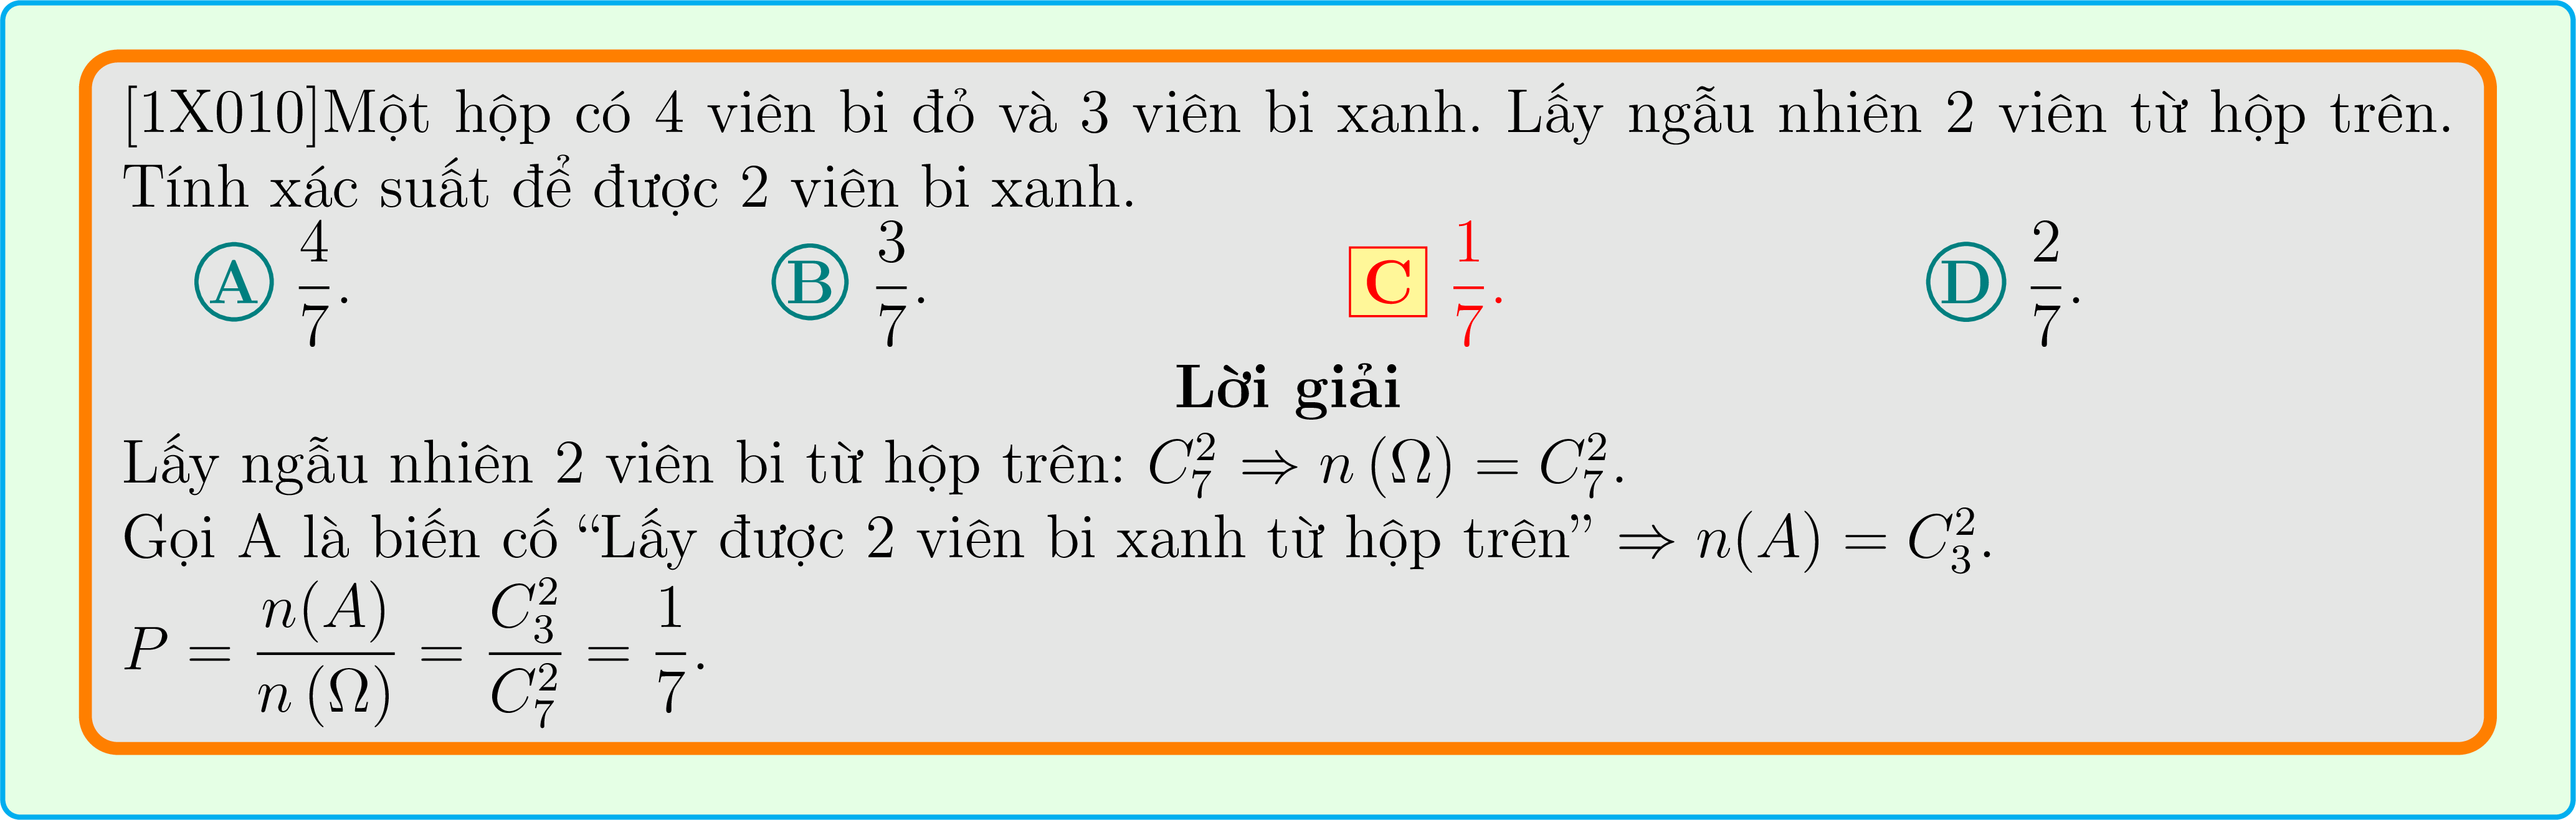 [1X010]Một hộp có 4 viên bi đỏ và 3 viên bi xanh. Lấy ngẫu nhiên 2 viên từ hộp trên.
Tính xác suất để được 2 viên bi xanh.
A $\frac{4}{7}$. B $\frac{3}{7}$. C $\frac{1}{7}$. D $\frac{2}{7}$.
Lời giải
Lấy ngẫu nhiên 2 viên bi từ hộp trên: $C_7^2 \Rightarrow n\,(\Omega) = C_7^2$.
Gọi A là biến cố “Lấy được 2 viên bi xanh từ hộp trên” $\Rightarrow n(A) = C_3^2$.
$P = \frac{n(A)}{n\,(\Omega)} = \frac{C_3^2}{C_7^2} = \frac{1}{7}$.